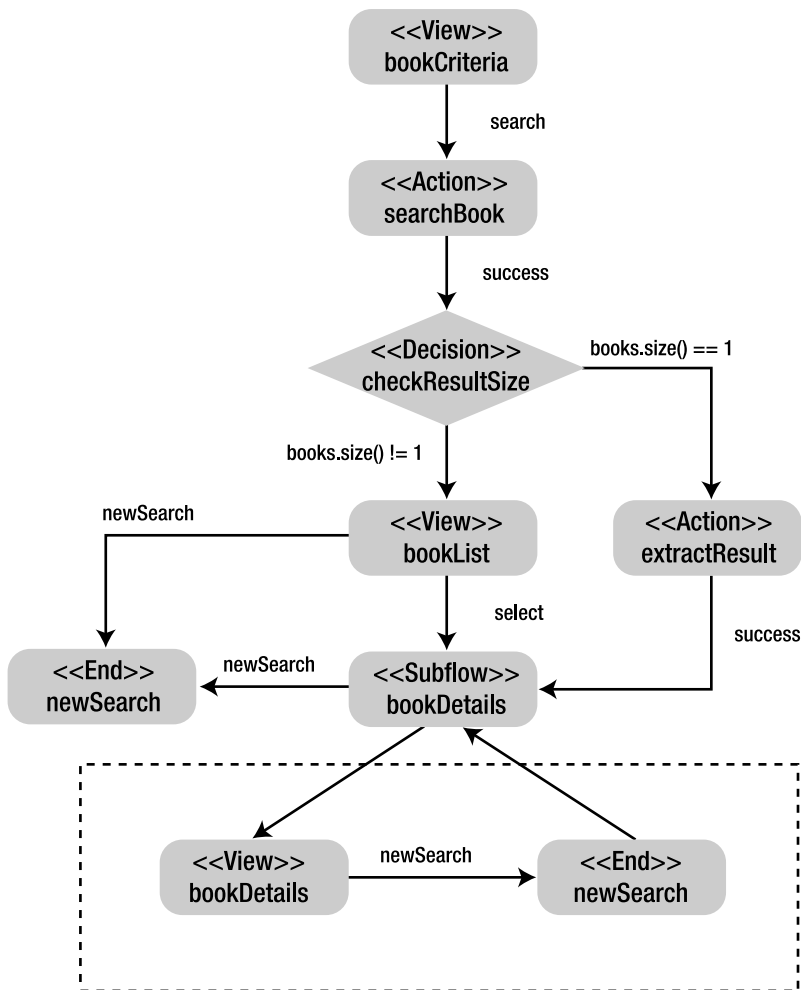 <<View>>
bookCriteria
search
<<Action>>
searchBook
success
<<Decision>>
checkResultSize
books.size() == 1
books.size() != 1
newSearch
<<View>>
bookList
<<Action>>
extractResult
select
success
<<End>>
newSearch
newSearch
<<Subflow>>
bookDetails
<<View>>
bookDetails
newSearch
<<End>>
newSearch